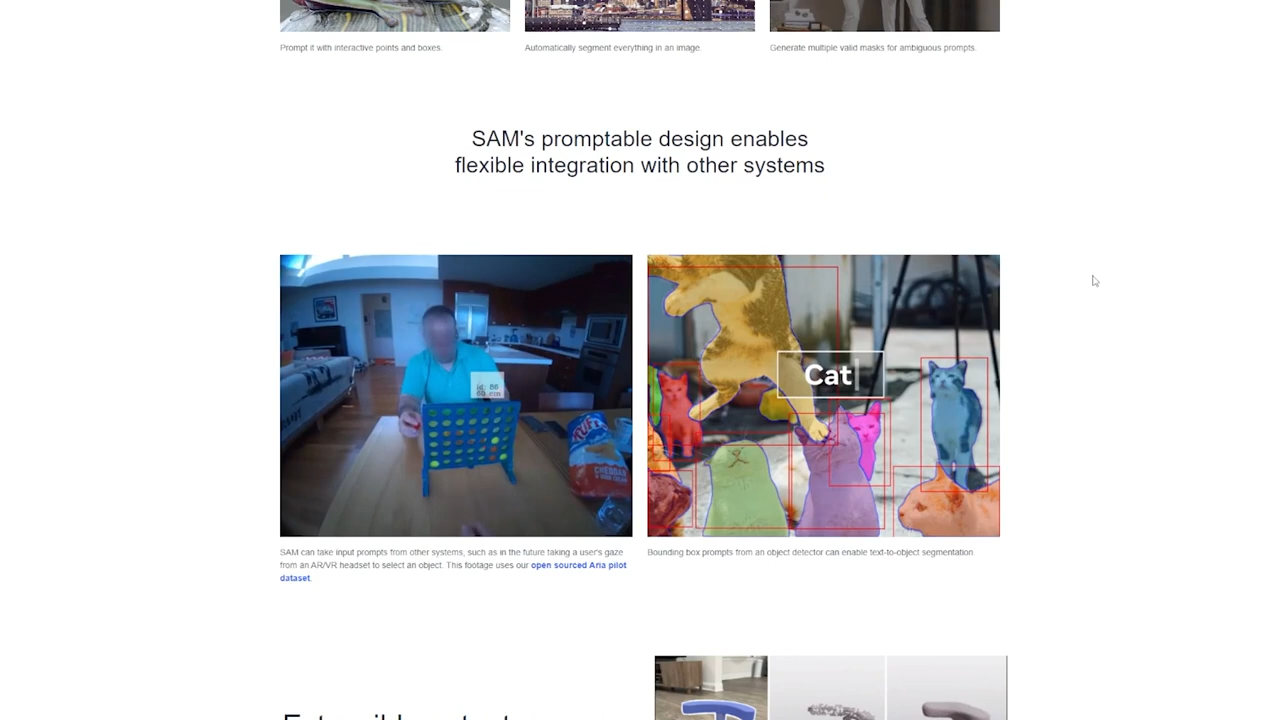 Prompt it with interactive points and boxes.
Automatically segment everything in an image.
Generate multiple valid masks for ambiguous prompts.
SAM's promptable design enables
flexible integration with other systems
Cat
RUFFLES
CHEDDAR
SAM can take input prompts from other systems, such as in the future taking a user's gaze
from an AR/VR headset to select an object. This footage uses our open sourced Aria pilot
dataset.
Bounding box prompts from an object detector can enable text-to-object segmentation.